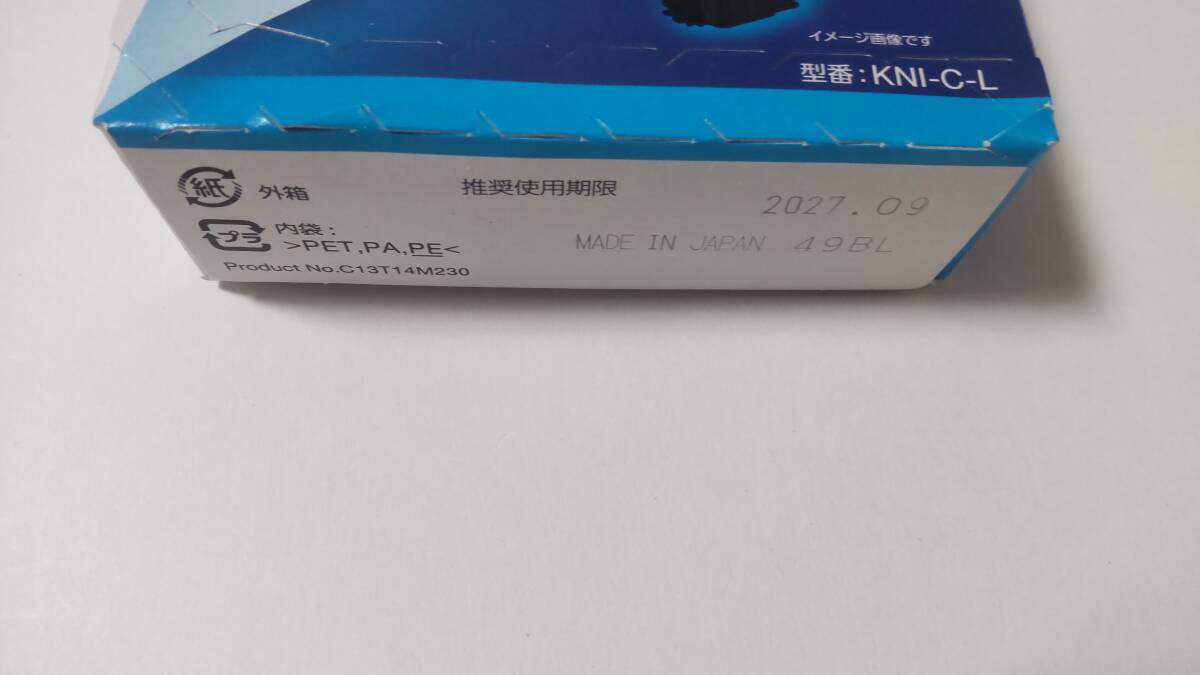 イメージ画像です
型番：KNI-C-L
紙 外箱
推奨使用期限
2027.09
プラ 内袋：
>PET,PA,PE<
MADE IN JAPAN 49BL
Product No.C13T14M230